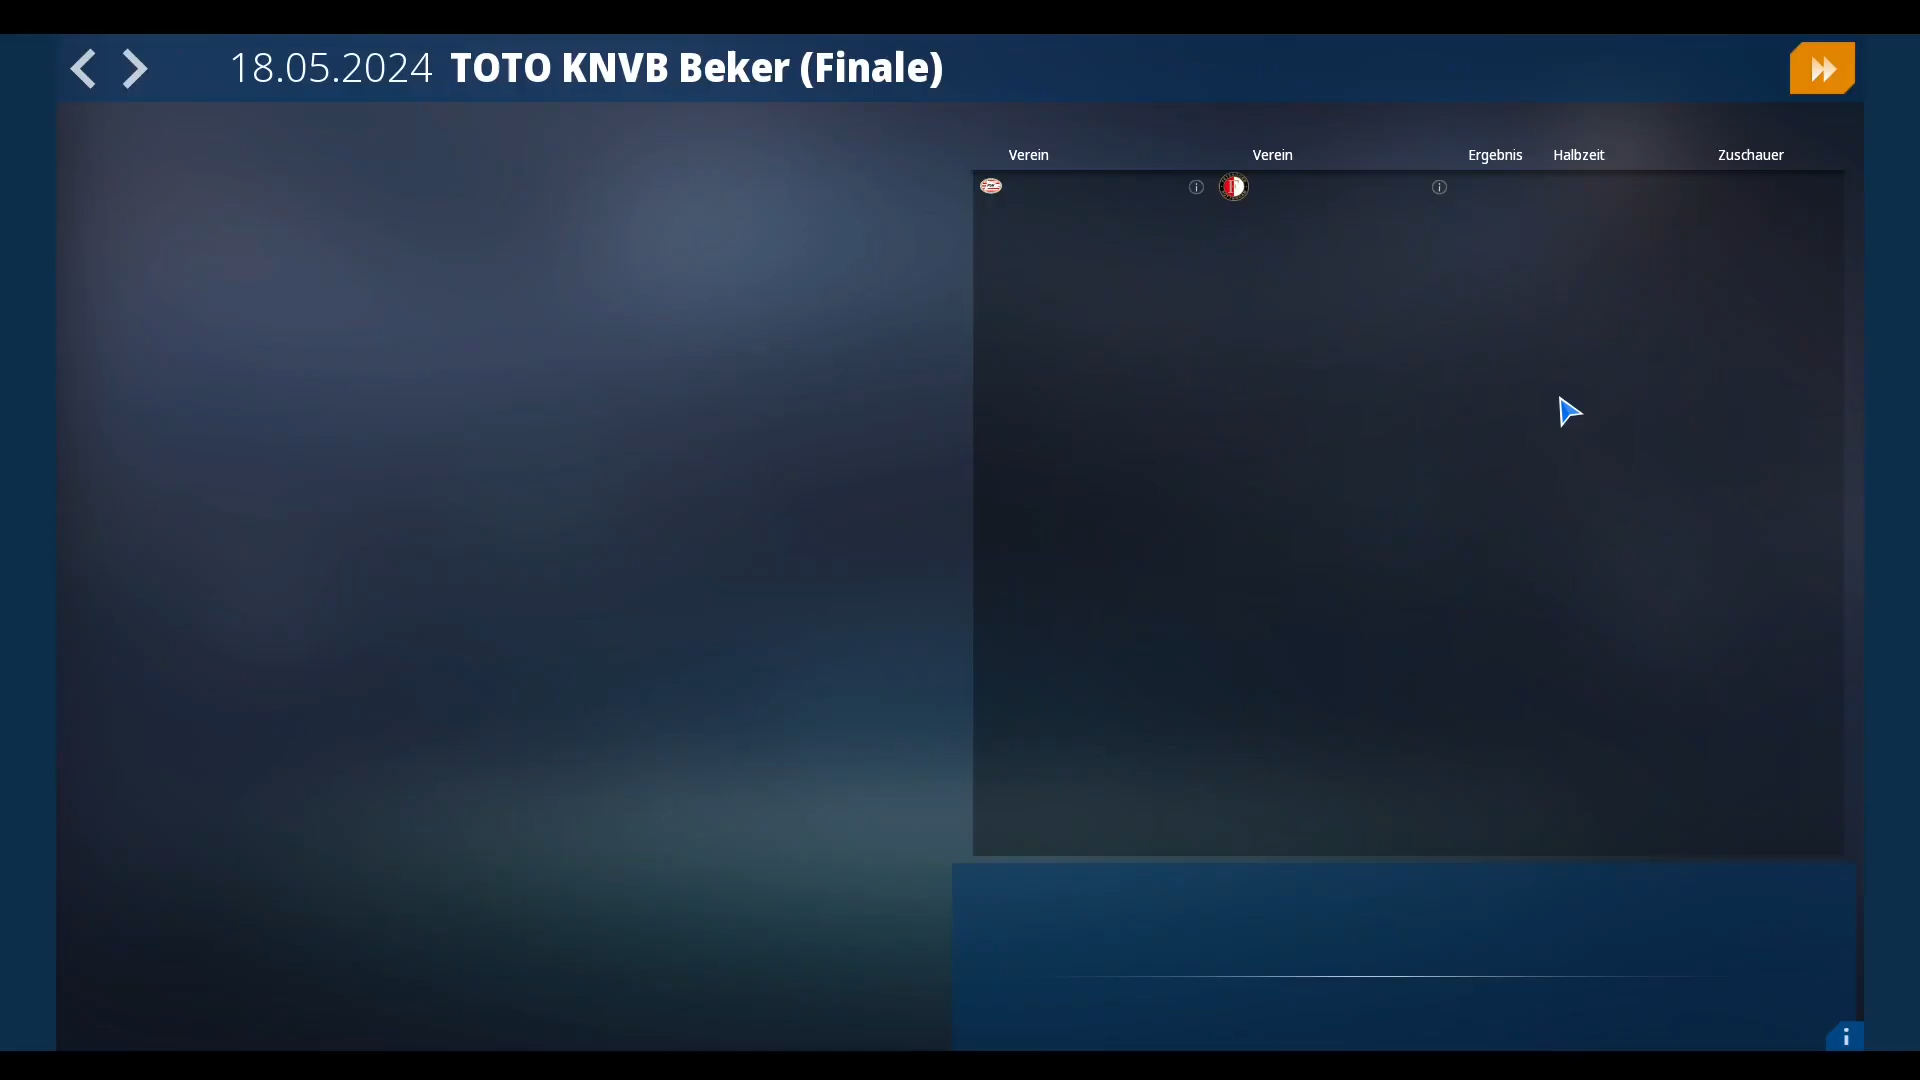 18.05.2024 TOTO KNVB Beker (Finale)
Verein Verein Ergebnis Halbzeit Zuschauer